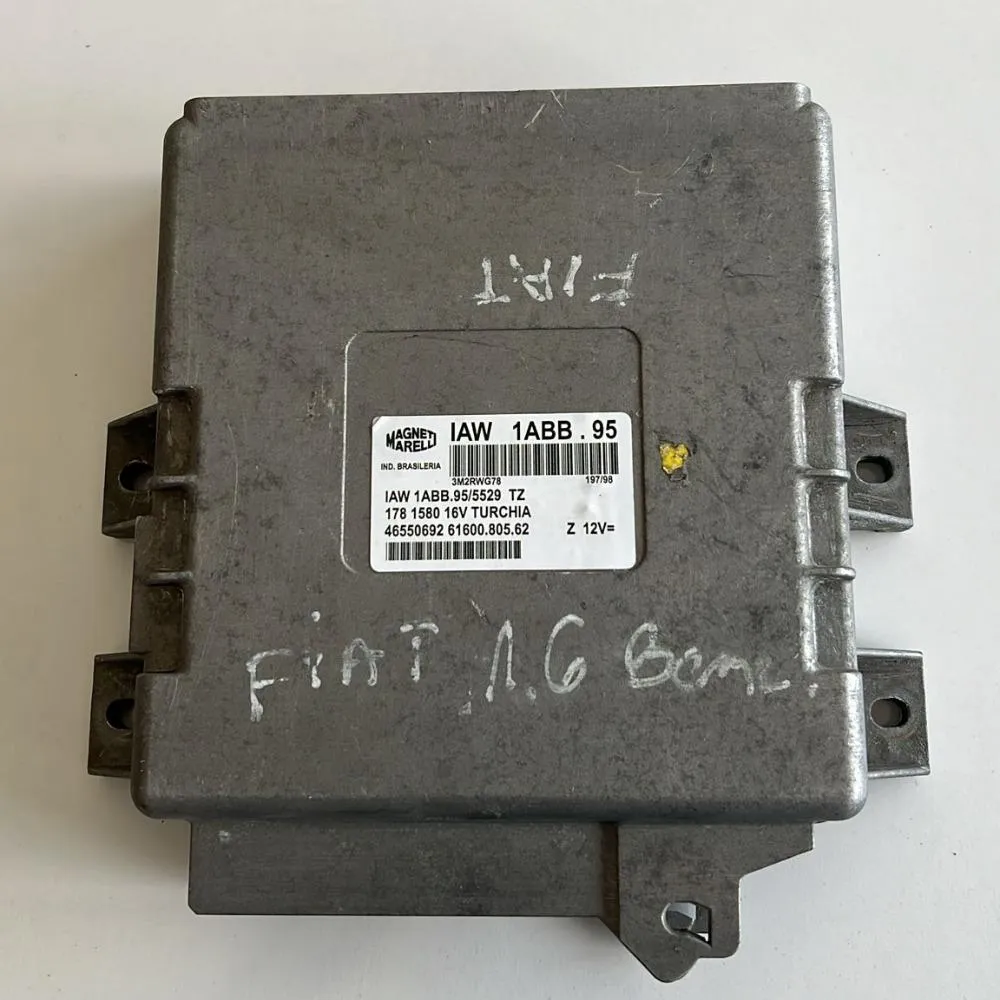 FIAT
MAGNETI MARELLI
IAW 1ABB . 95
IND. BRASILERIA
3M2RWG78 197/98
IAW 1ABB.95/5529 TZ
178 1580 16V TURCHIA
46550692 61600.805.62 Z 12V=
FiAT 1.6